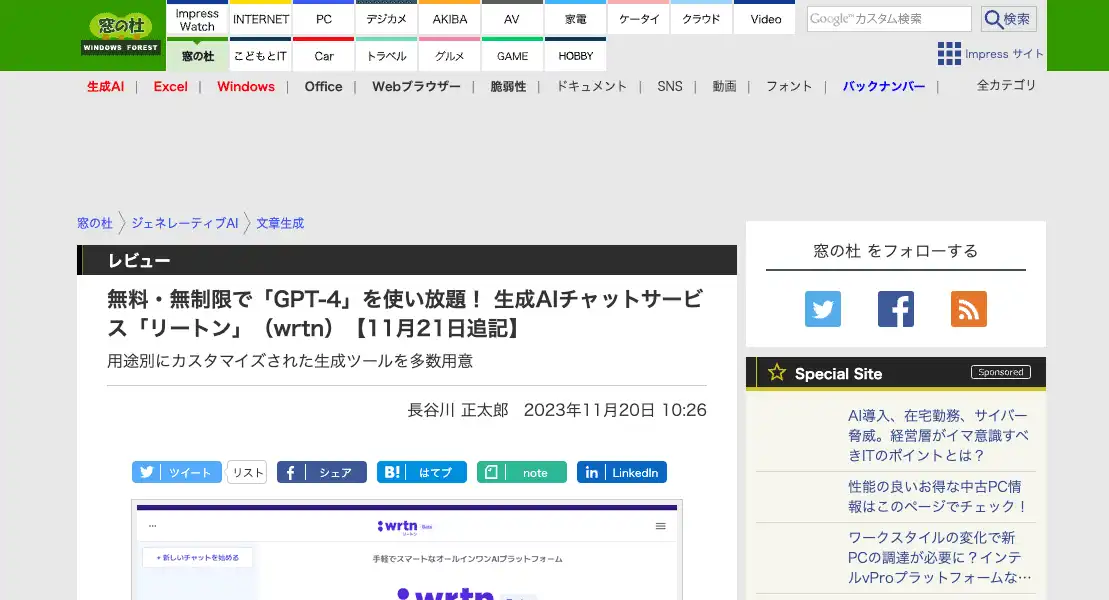 窓の杜
WINDOWS FOREST
Impress Watch
INTERNET
PC
デジカメ
AKIBA
AV
家電
ケータイ
クラウド
Video
Google™カスタム検索
検索
窓の杜
こどもとIT
Car
トラベル
グルメ
GAME
HOBBY
Impress サイト
生成AI | Excel | Windows | Office | Webブラウザー | 脆弱性 | ドキュメント | SNS | 動画 | フォント | バックナンバー | 全カテゴリ
窓の杜 〉ジェネレーティブAI 〉文章生成
レビュー
無料・無制限で「GPT-4」を使い放題！ 生成AIチャットサービ
ス「リートン」（wrtn）【11月21日追記】
用途別にカスタマイズされた生成ツールを多数用意
長谷川 正太郎 2023年11月20日 10:26
ツイート
リスト
シェア
B! はてブ
note
in LinkedIn
... wrtn Beta
リートン
+ 新しいチャットを始める
手軽でスマートなオールインワンAIプラットフォーム
wrtn
窓の杜 をフォローする
Special Site
Sponsored
AI導入、在宅勤務、サイバー
脅威。経営層がイマ意識すべ
きITのポイントとは？
性能の良いお得な中古PC情
報はこのページでチェック！
ワークスタイルの変化で新
PCの調達が必要に？インテ
ルvProプラットフォームな…